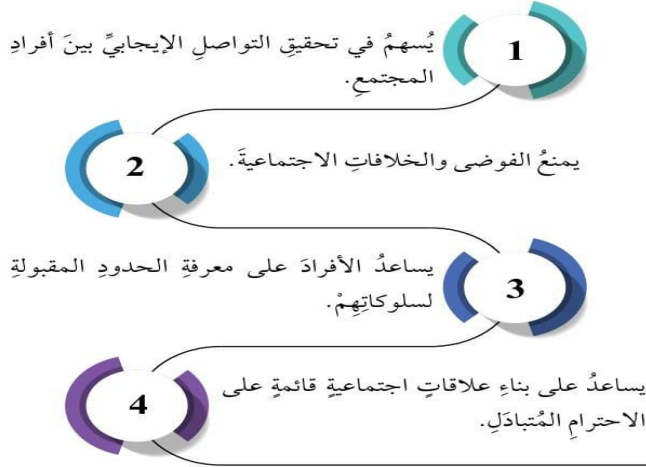 1
يُسهمُ في تحقيقِ التواصلِ الإيجابيِّ بينَ أفرادِ
المجتمعِ.
2
يمنعُ الفوضى والخلافاتِ الاجتماعيةَ.
3
يساعدُ الأفرادَ على معرفةِ الحدودِ المقبولةِ
لسلوكاتِهِمْ.
4
يساعدُ على بناءِ علاقاتٍ اجتماعيةٍ قائمةٍ على
الاحترامِ المُتبادَلِ.